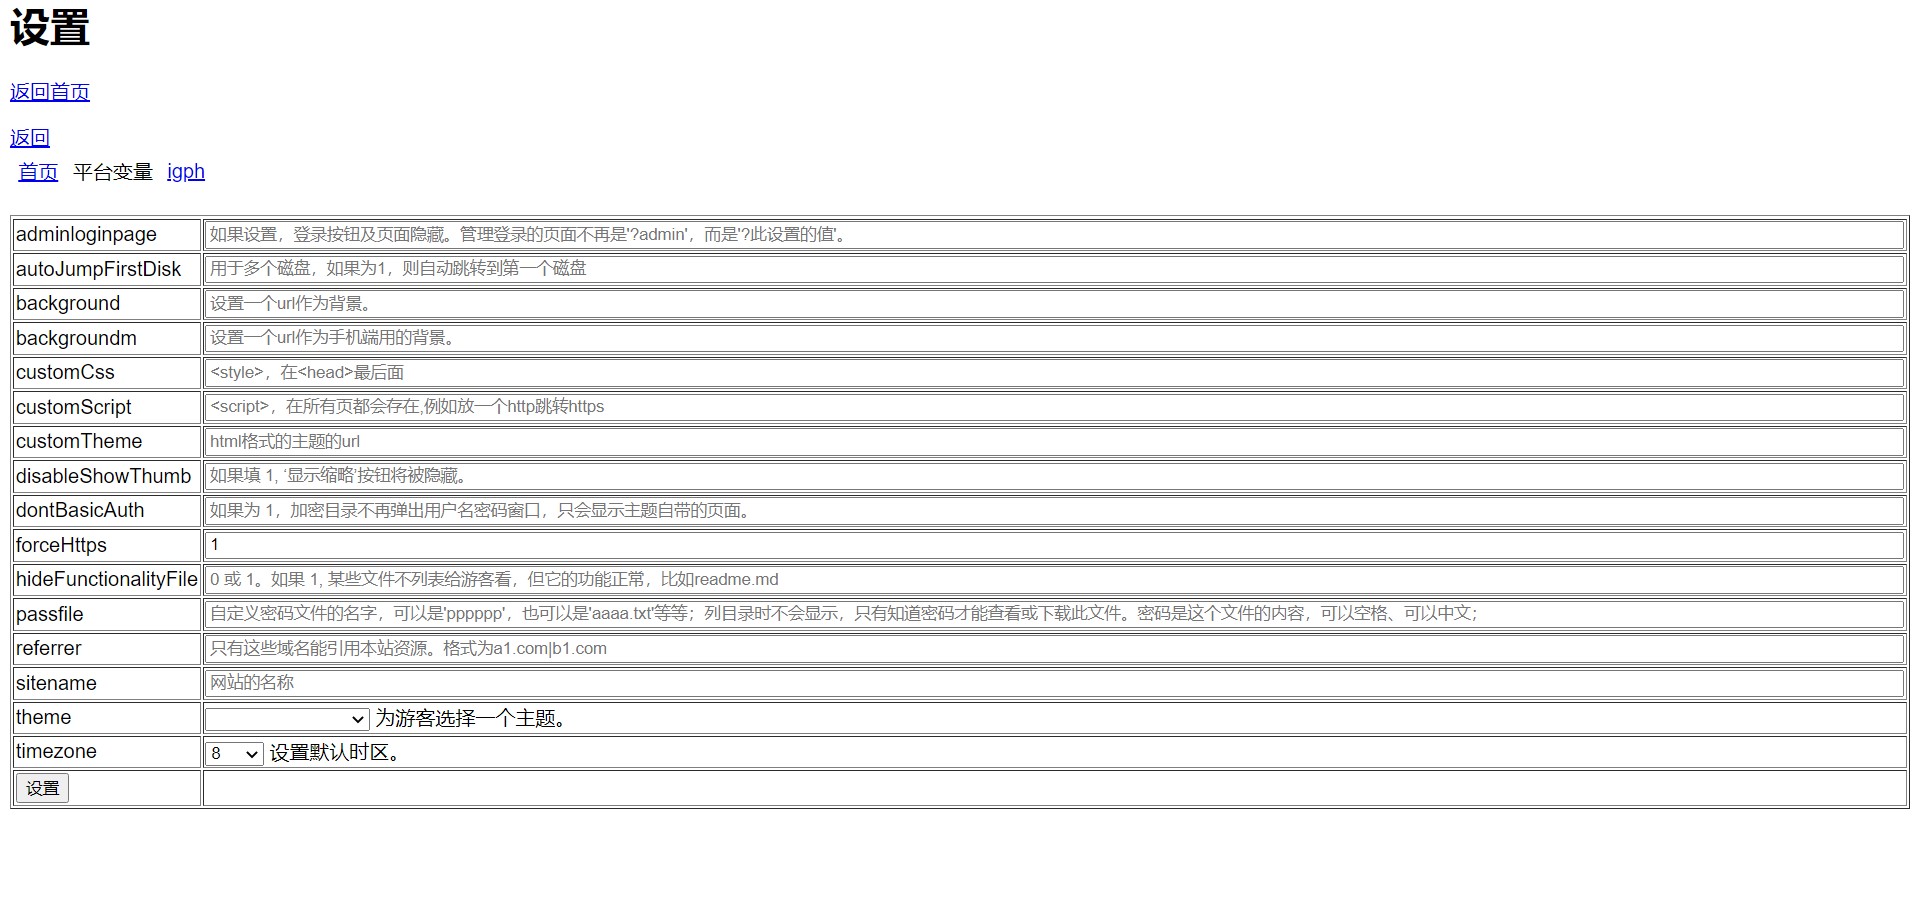 设置
返回首页
返回
首页 平台变量 igph
adminloginpage 如果设置，登录按钮及页面隐藏。管理登录的页面不再是'?admin'，而是'?此设置的值'。
autoJumpFirstDisk 用于多个磁盘，如果为1，则自动跳转到第一个磁盘
background 设置一个url作为背景。
backgroundm 设置一个url作为手机端用的背景。
customCss <style>，在<head>最后面
customScript <script>，在所有页都会存在,例如放一个http跳转https
customTheme html格式的主题的url
disableShowThumb 如果填 1, ‘显示缩略’按钮将被隐藏。
dontBasicAuth 如果为 1，加密目录不再弹出用户名密码窗口，只会显示主题自带的页面。
forceHttps 1
hideFunctionalityFile 0 或 1。如果 1, 某些文件不列表给游客看，但它的功能正常，比如readme.md
passfile 自定义密码文件的名字，可以是'pppppp'，也可以是'aaaa.txt'等等；列目录时不会显示，只有知道密码才能查看或下载此文件。密码是这个文件的内容，可以空格、可以中文；
referrer 只有这些域名能引用本站资源。格式为a1.com|b1.com
sitename 网站的名称
theme 为游客选择一个主题。
timezone 8 设置默认时区。
设置